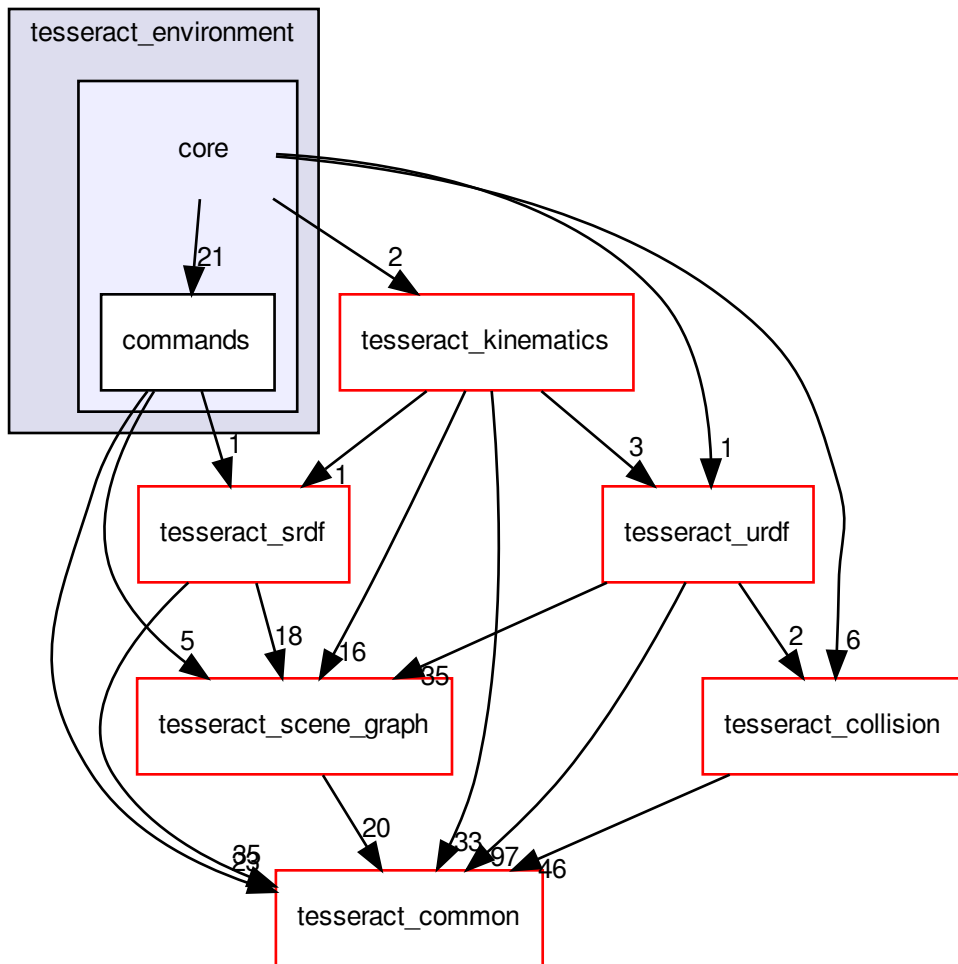 tesseract_environment
core
21
2
commands
tesseract_kinematics
1
1
3
1
tesseract_srdf
tesseract_urdf
5
18
16
35
2
6
tesseract_scene_graph
tesseract_collision
20
33
97
46
tesseract_common